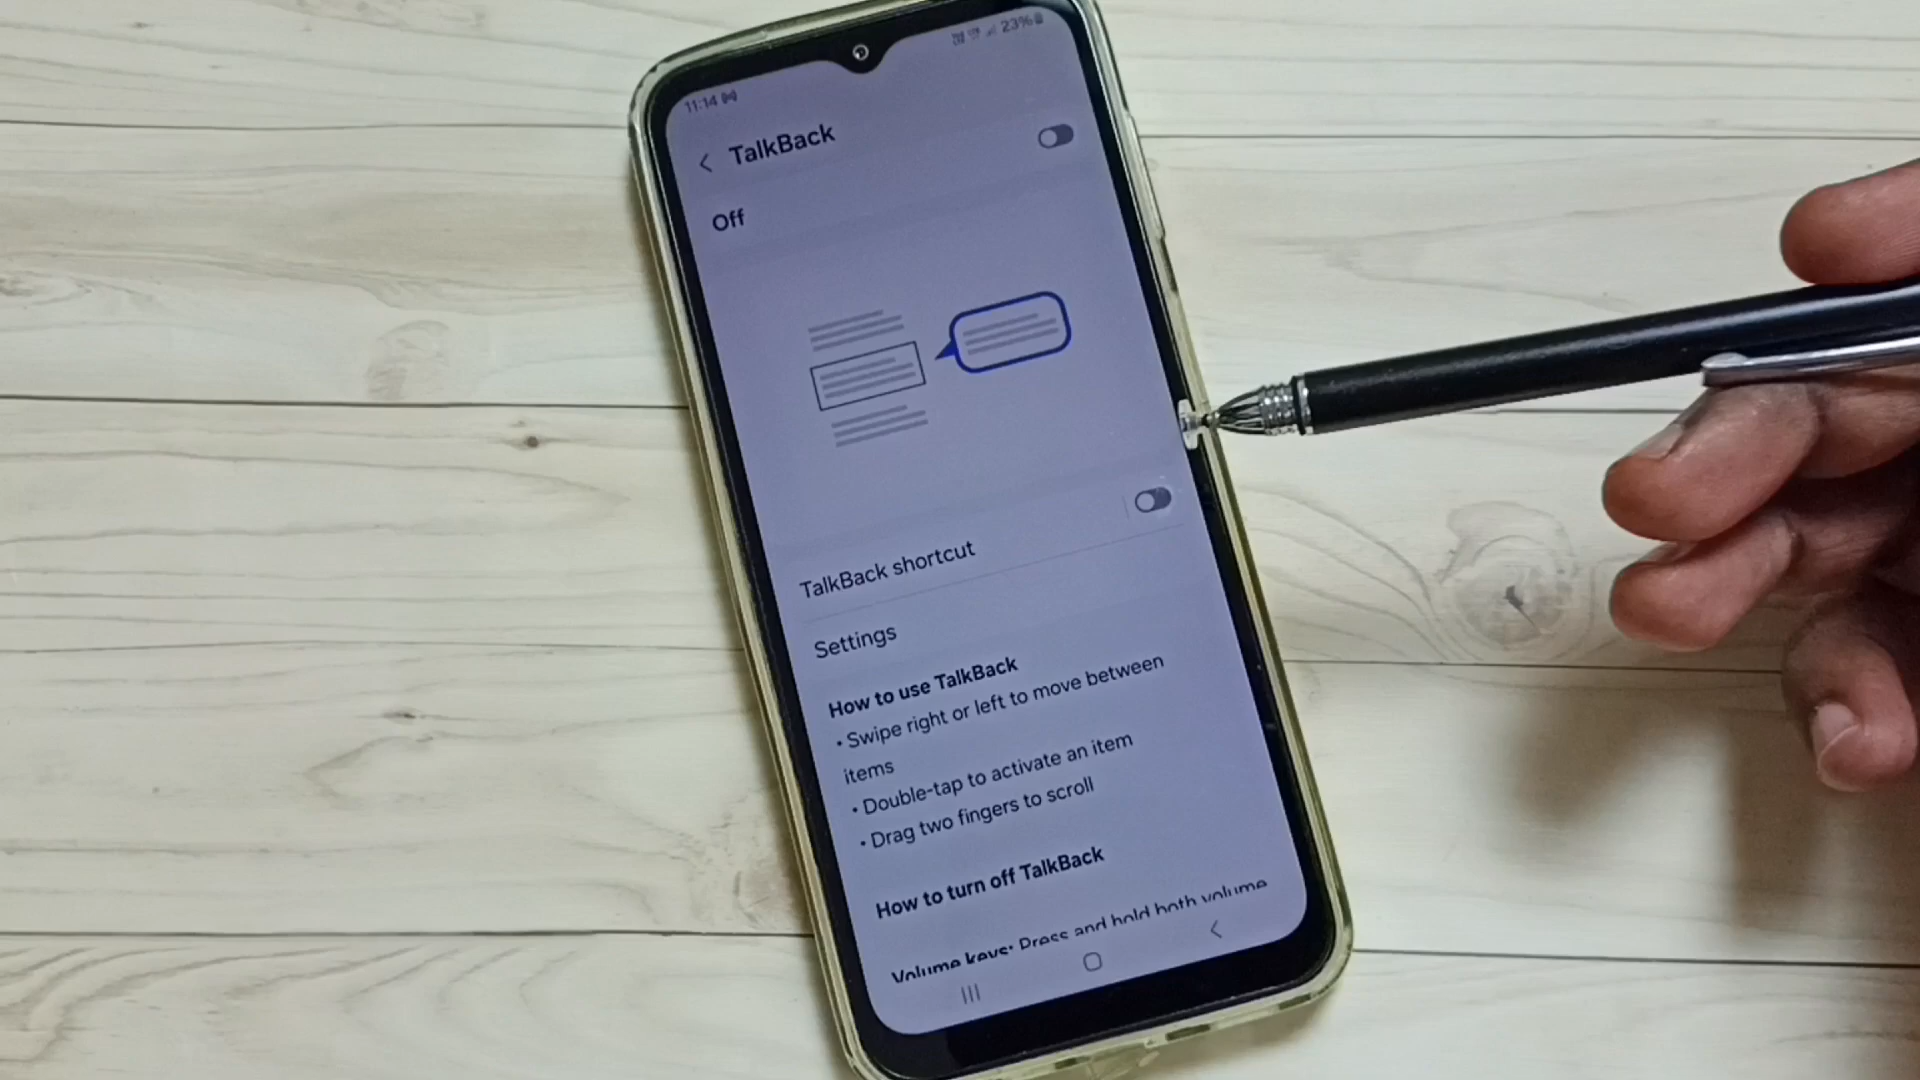 11:14
23%
TalkBack
Off
TalkBack shortcut
Settings
How to use TalkBack
• Swipe right or left to move between
items
• Double-tap to activate an item
• Drag two fingers to scroll
How to turn off TalkBack
Volume keys: Press and hold both volume